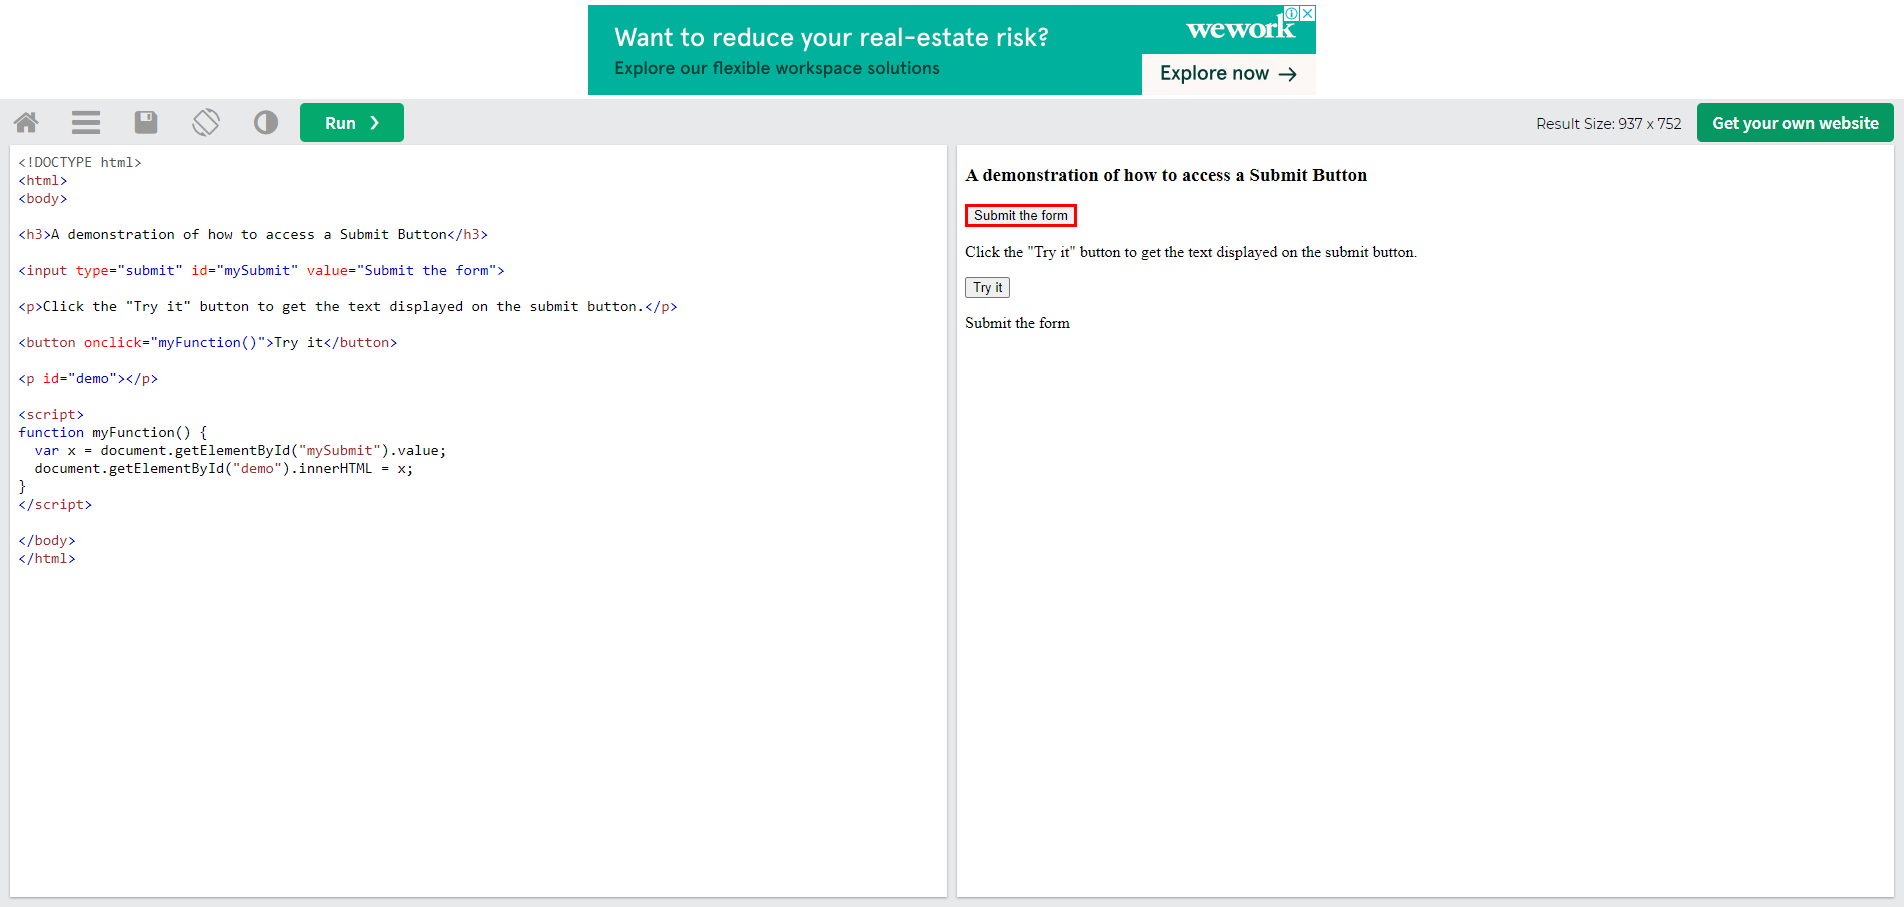 Want to reduce your real-estate risk?
Explore our flexible workspace solutions
wework
Explore now →
Run ❯
Result Size: 937 x 752
Get your own website
<!DOCTYPE html>
<html>
<body>
<h3>A demonstration of how to access a Submit Button</h3>
<input type="submit" id="mySubmit" value="Submit the form">
<p>Click the "Try it" button to get the text displayed on the submit button.</p>
<button onclick="myFunction()">Try it</button>
<p id="demo"></p>
<script>
function myFunction() {
  var x = document.getElementById("mySubmit").value;
  document.getElementById("demo").innerHTML = x;
}
</script>
</body>
</html>
A demonstration of how to access a Submit Button
Submit the form
Click the "Try it" button to get the text displayed on the submit button.
Try it
Submit the form